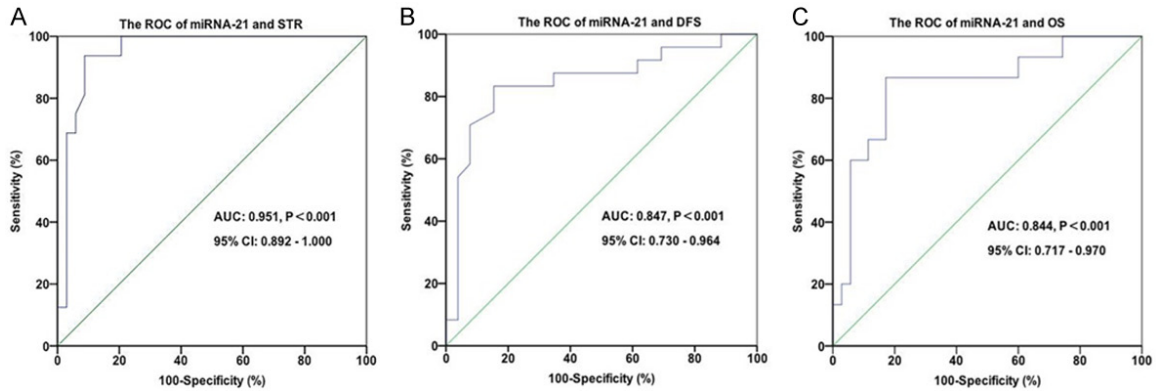 A
The ROC of miRNA-21 and STR
100
80
60
40
20
0
Sensitivity (%)
AUC: 0.951, P<0.001
95% CI: 0.892 - 1.000
0 20 40 60 80 100
100-Specificity (%)
B
The ROC of miRNA-21 and DFS
100
80
60
40
20
0
Sensitivity (%)
AUC: 0.847, P<0.001
95% CI: 0.730 - 0.964
0 20 40 60 80 100
100-Specificity (%)
C
The ROC of miRNA-21 and OS
100
80
60
40
20
0
Sensitivity (%)
AUC: 0.844, P<0.001
95% CI: 0.717 - 0.970
0 20 40 60 80 100
100-Specificity (%)